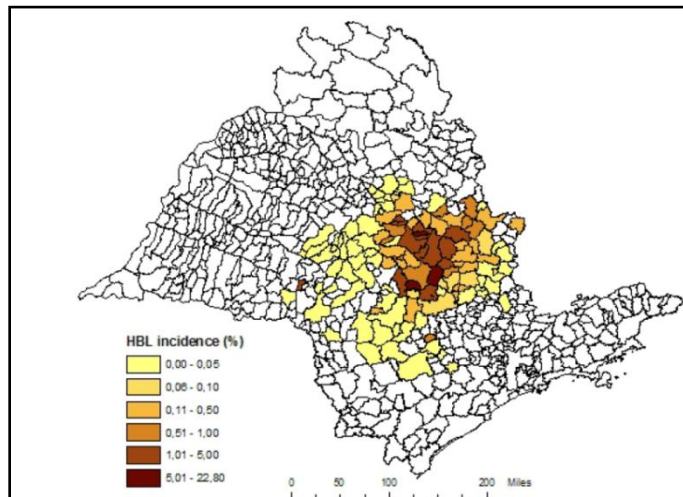 HBL incidence (%)
0,00 - 0,05
0,06 - 0,10
0,11 - 0,50
0,51 - 1,00
1,01 - 5,00
5,01 - 22,80
0 50 100 200 Miles